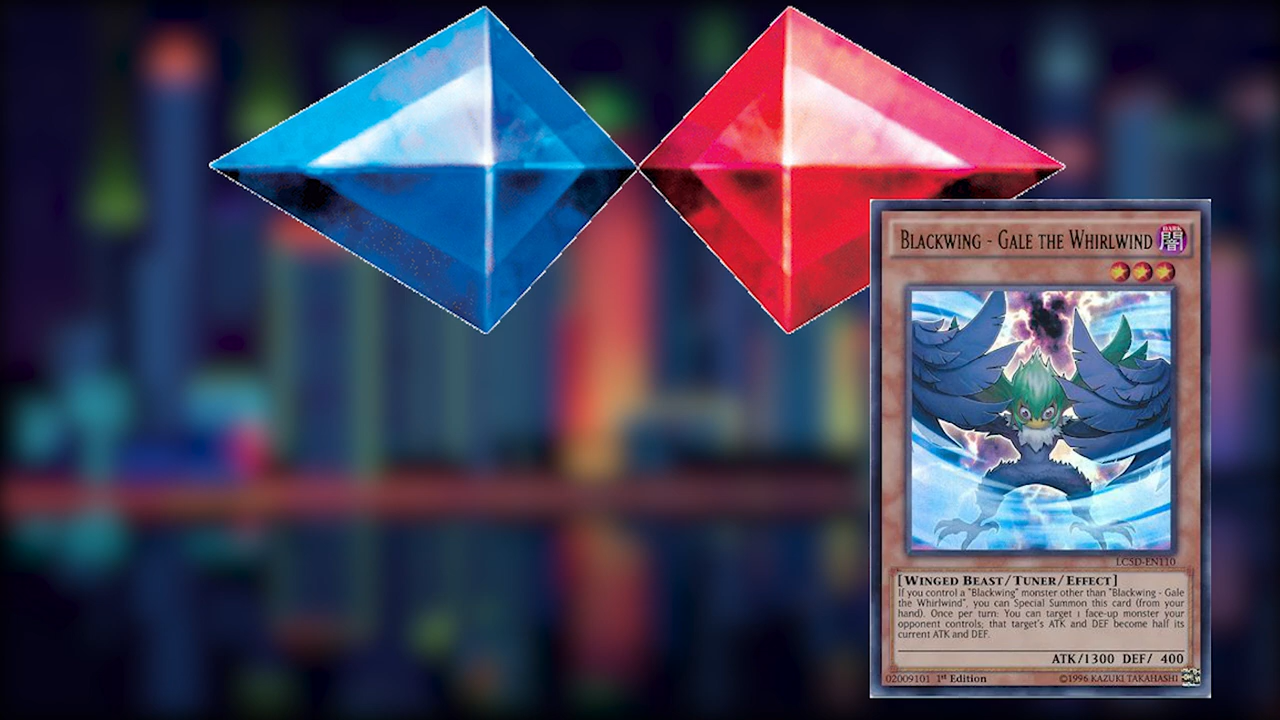 BLACKWING - GALE THE WHIRLWIND
DARK
闇
LC5D-EN110
[WINGED BEAST/TUNER/EFFECT]
If you control a "Blackwing" monster other than "Blackwing - Gale
the Whirlwind", you can Special Summon this card (from your
hand). Once per turn: You can target 1 face-up monster your
opponent controls; that target's ATK and DEF become half its
current ATK and DEF.
ATK/1300 DEF/ 400
02009101 1st Edition ©1996 KAZUKI TAKAHASHI